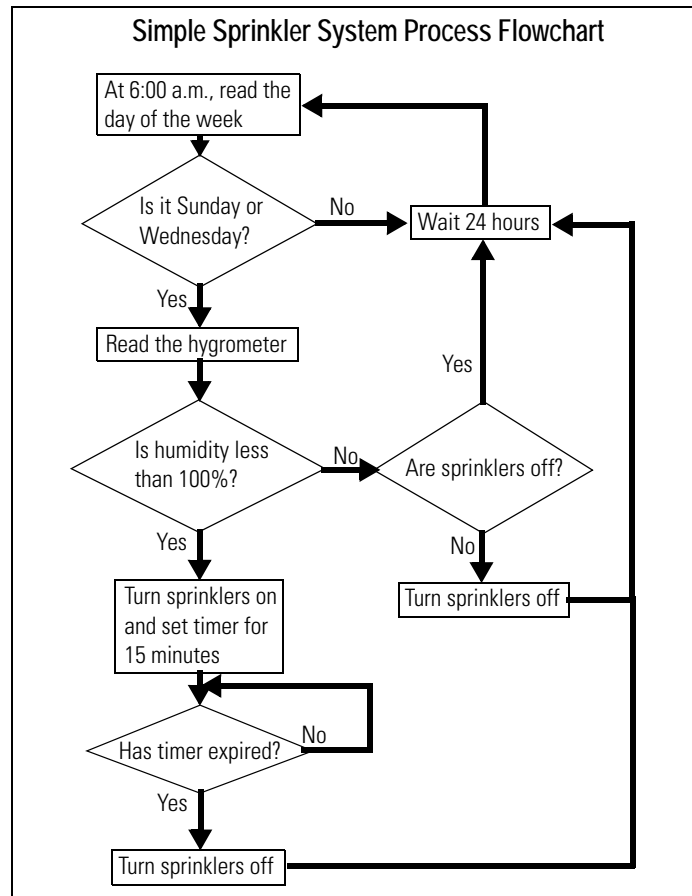 Simple Sprinkler System Process Flowchart
At 6:00 a.m., read the
day of the week
Is it Sunday or
Wednesday?
No
Wait 24 hours
Yes
Read the hygrometer
Yes
Is humidity less
than 100%?
No
Are sprinklers off?
Yes
No
Turn sprinklers on
and set timer for
15 minutes
Turn sprinklers off
Has timer expired?
No
Yes
Turn sprinklers off